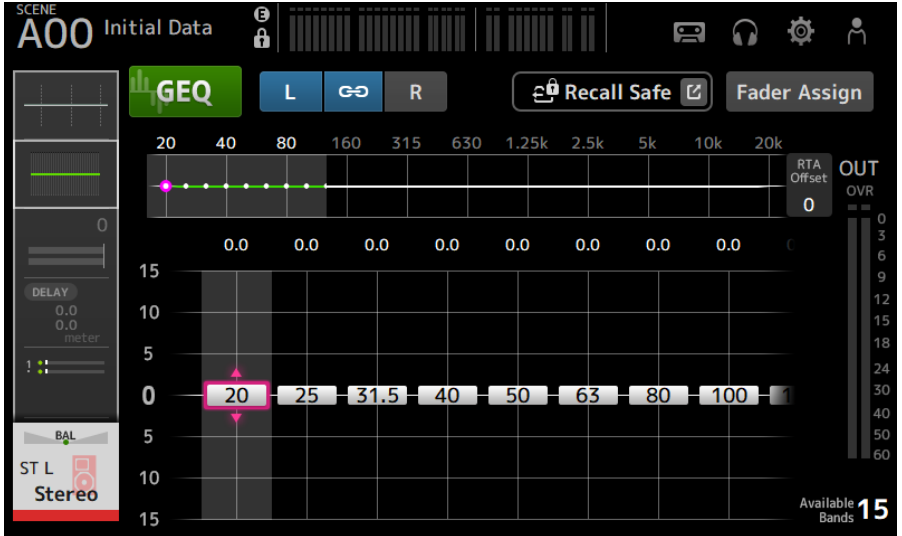 SCENE
A00 Initial Data
E
GEQ
L
R
Recall Safe
Fader Assign
20 40 80 160 315 630 1.25k 2.5k 5k 10k 20k
RTA
Offset
0
OUT
OVR
0
3
6
9
12
15
18
24
30
40
50
60
0
DELAY
0.0
0.0
meter
1
BAL
ST L
Stereo
0.0 0.0 0.0 0.0 0.0 0.0 0.0 0.0
15
10
5
0 20 25 31.5 40 50 63 80 100
5
10
15
Available
Bands 15